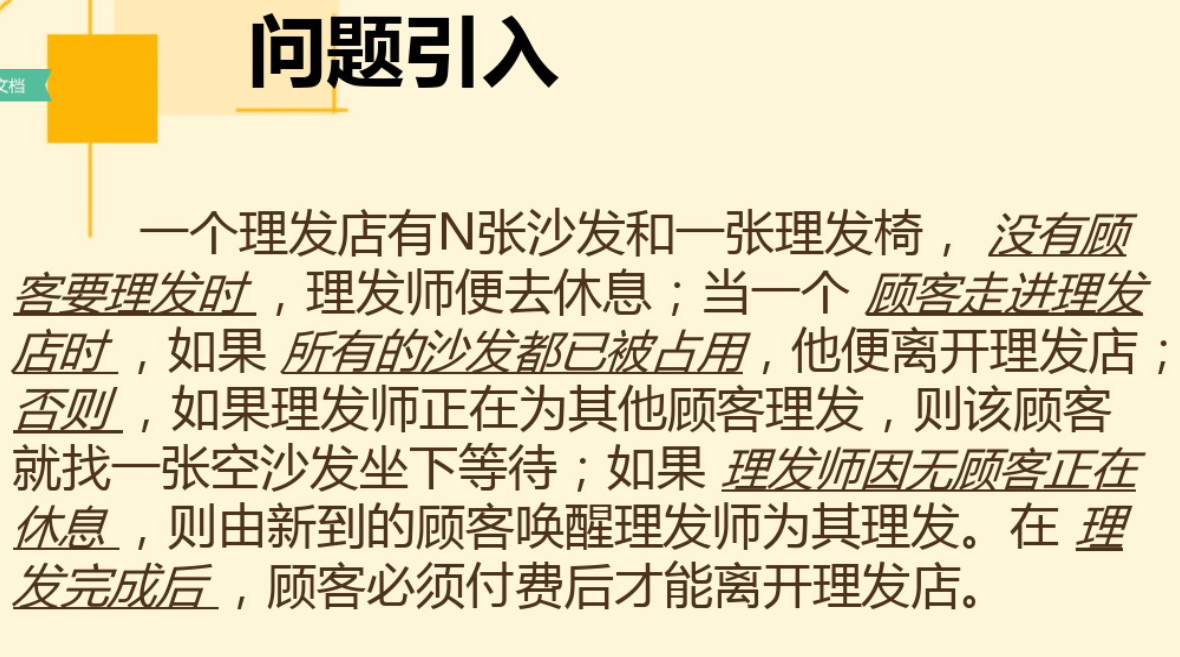 问题引入
文档
一个理发店有N张沙发和一张理发椅，没有顾
客要理发时，理发师便去休息；当一个顾客走进理发
店时，如果所有的沙发都已被占用，他便离开理发店；
否则，如果理发师正在为其他顾客理发，则该顾客
就找一张空沙发坐下等待；如果理发师因无顾客正在
休息，则由新到的顾客唤醒理发师为其理发。在理
发完成后，顾客必须付费后才能离开理发店。